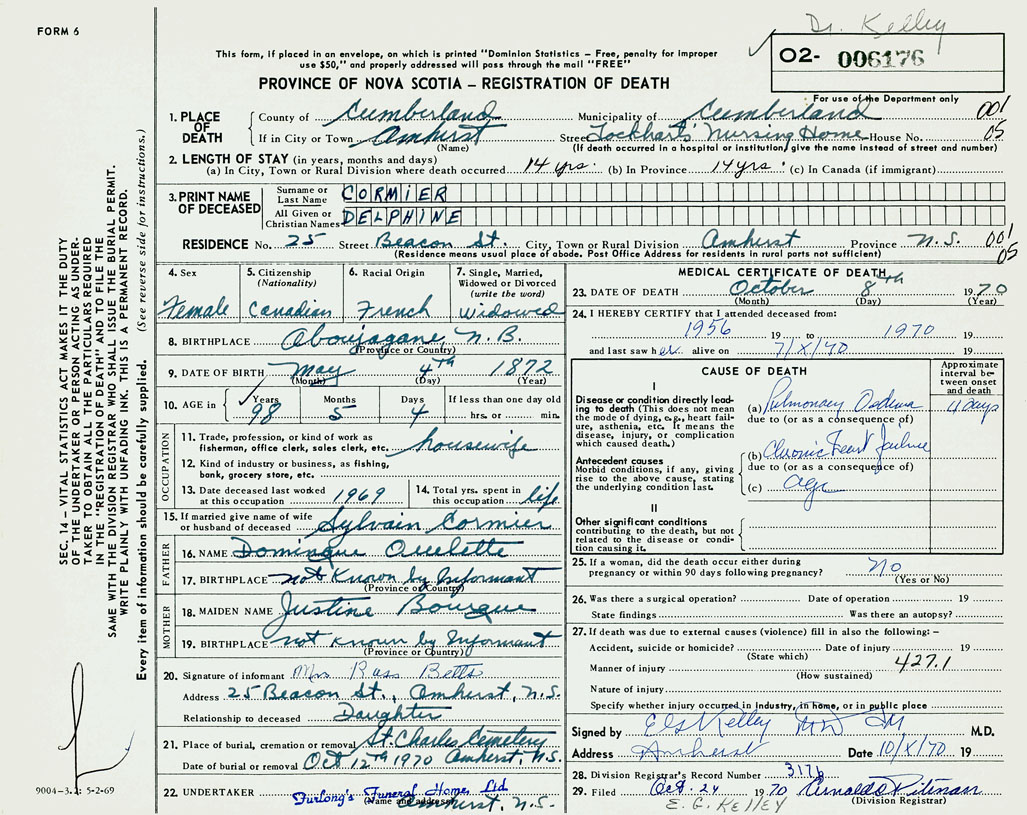 FORM 6
Dr. Kelley
This form, if placed in an envelope, on which is printed "Dominion Statistics – Free, penalty for improper
use $50," and properly addressed will pass through the mail "FREE"
O2- 006176
PROVINCE OF NOVA SCOTIA – REGISTRATION OF DEATH
For use of the Department only
1. PLACE OF DEATH
County of Cumberland Municipality of Cumberland 001
If in City or Town Amherst Street Lockhart's Nursing Home House No. 05
(Name) (If death occurred in a hospital or institution, give the name instead of street and number)
2. LENGTH OF STAY (in years, months and days)
(a) In City, Town or Rural Division where death occurred 14 yrs. (b) In Province 14 yrs. (c) In Canada (if immigrant)
3. PRINT NAME OF DECEASED
Surname or Last Name CORMIER
All Given or Christian Names DELPHINE
RESIDENCE No. 25 Street Beacon St. City, Town or Rural Division Amherst Province N.S. 001
(Residence means usual place of abode. Post Office Address for residents in rural parts not sufficient) 05
4. Sex
Female
5. Citizenship
(Nationality)
Canadian
6. Racial Origin
French
7. Single, Married,
Widowed or Divorced
(write the word)
Widowed
8. BIRTHPLACE Aboujagane, N.B.
(Province or Country)
9. DATE OF BIRTH May 4th 1872
(Month) (Day) (Year)
10. AGE in Years Months Days If less than one day old
98 5 4 hrs. or min.
OCCUPATION
11. Trade, profession, or kind of work as
fisherman, office clerk, sales clerk, etc. housewife
12. Kind of industry or business, as fishing,
bank, grocery store, etc.
13. Date deceased last worked
at this occupation 1969
14. Total yrs. spent in
this occupation life
15. If married give name of wife
or husband of deceased Sylvain Cormier
FATHER
16. NAME Dominique Ouellette
17. BIRTHPLACE not Known by Informant
(Province or Country)
MOTHER
18. MAIDEN NAME Justine Bourque
19. BIRTHPLACE not known by Informant
(Province or Country)
20. Signature of informant Mrs Russ Betts
Address 25 Beacon St., Amherst, N.S.
Relationship to deceased Daughter
21. Place of burial, cremation or removal St. Charles Cemetery
Date of burial or removal Oct 12th 1970 Amherst, N.S.
22. UNDERTAKER Furlong's Funeral Home Ltd
(Name and address) Amherst, N.S.
MEDICAL CERTIFICATE OF DEATH
23. DATE OF DEATH October 8th 1970
(Month) (Day) (Year)
24. I HEREBY CERTIFY that I attended deceased from:
1956 19 to 1970 19
and last saw her alive on 7/X/70 19
CAUSE OF DEATH
Approximate
interval be-
tween onset
and death
I
Disease or condition directly lead-
ing to death (This does not mean
the mode of dying, e.g., heart fail-
ure, asthenia, etc. It means the
disease, injury, or complication
which caused death.)
(a) Pulmonary Oedema 4 days
due to (or as a consequence of)
Antecedent causes
Morbid conditions, if any, giving
rise to the above cause, stating
the underlying condition last.
(b) Chronic Heart failure
due to (or as a consequence of)
(c) age
II
Other significant conditions
contributing to the death, but not
related to the disease or condi-
tion causing it.
25. If a woman, did the death occur either during
pregnancy or within 90 days following pregnancy? No
(Yes or No)
26. Was there a surgical operation? Date of operation 19
State findings Was there an autopsy?
27. If death was due to external causes (violence) fill in also the following: –
Accident, suicide or homicide? Date of injury 19
(State which)
Manner of injury 427.1
(How sustained)
Nature of injury
Specify whether injury occurred in industry, in home, or in public place
Signed by E G Kelley MD M.D.
Address Amherst Date 10/X/70 19
28. Division Registrar's Record Number 3176
29. Filed Oct. 24 1970 Arnold Pitman
(Division Registrar)
E. G. KELLEY
SEC. 14 – VITAL STATISTICS ACT MAKES IT THE DUTY
OF THE UNDERTAKER OR PERSON ACTING AS UNDER-
TAKER TO OBTAIN ALL THE PARTICULARS REQUIRED
IN THE "REGISTRATION OF DEATH" AND TO FILE THE
SAME WITH THE DIVISION REGISTRAR WHO SHALL ISSUE THE BURIAL PERMIT.
WRITE PLAINLY WITH UNFADING INK. THIS IS A PERMANENT RECORD.
Every item of information should be carefully supplied. (See reverse side for instructions.)
5-2-69